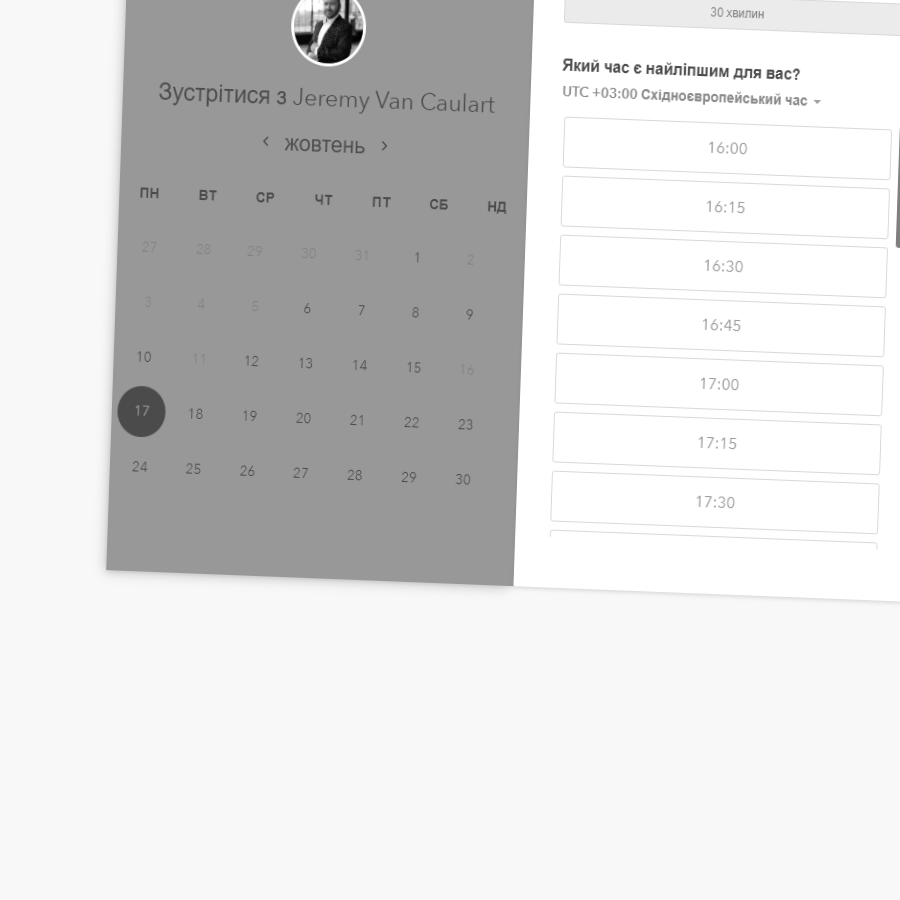 Зустрітися з Jeremy Van Caulart
жовтень
ПН ВТ СР ЧТ ПТ СБ НД
27 28 29 30 31 1 2
3 4 5 6 7 8 9
10 11 12 13 14 15 16
17 18 19 20 21 22 23
24 25 26 27 28 29 30
30 хвилин
Який час є найліпшим для вас?
UTC +03:00 Східноєвропейський час
16:00
16:15
16:30
16:45
17:00
17:15
17:30